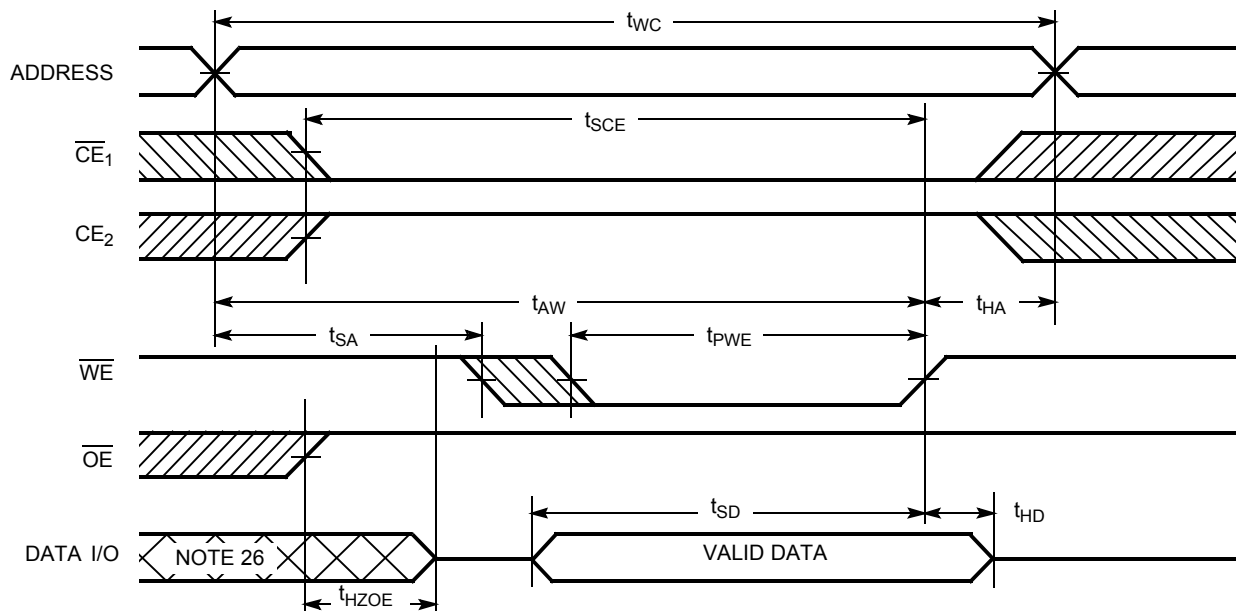 tWC
ADDRESS
tSCE
CE1
CE2
tAW
tHA
tSA
tPWE
WE
OE
tSD
tHD
DATA I/O
NOTE 26
VALID DATA
tHZOE